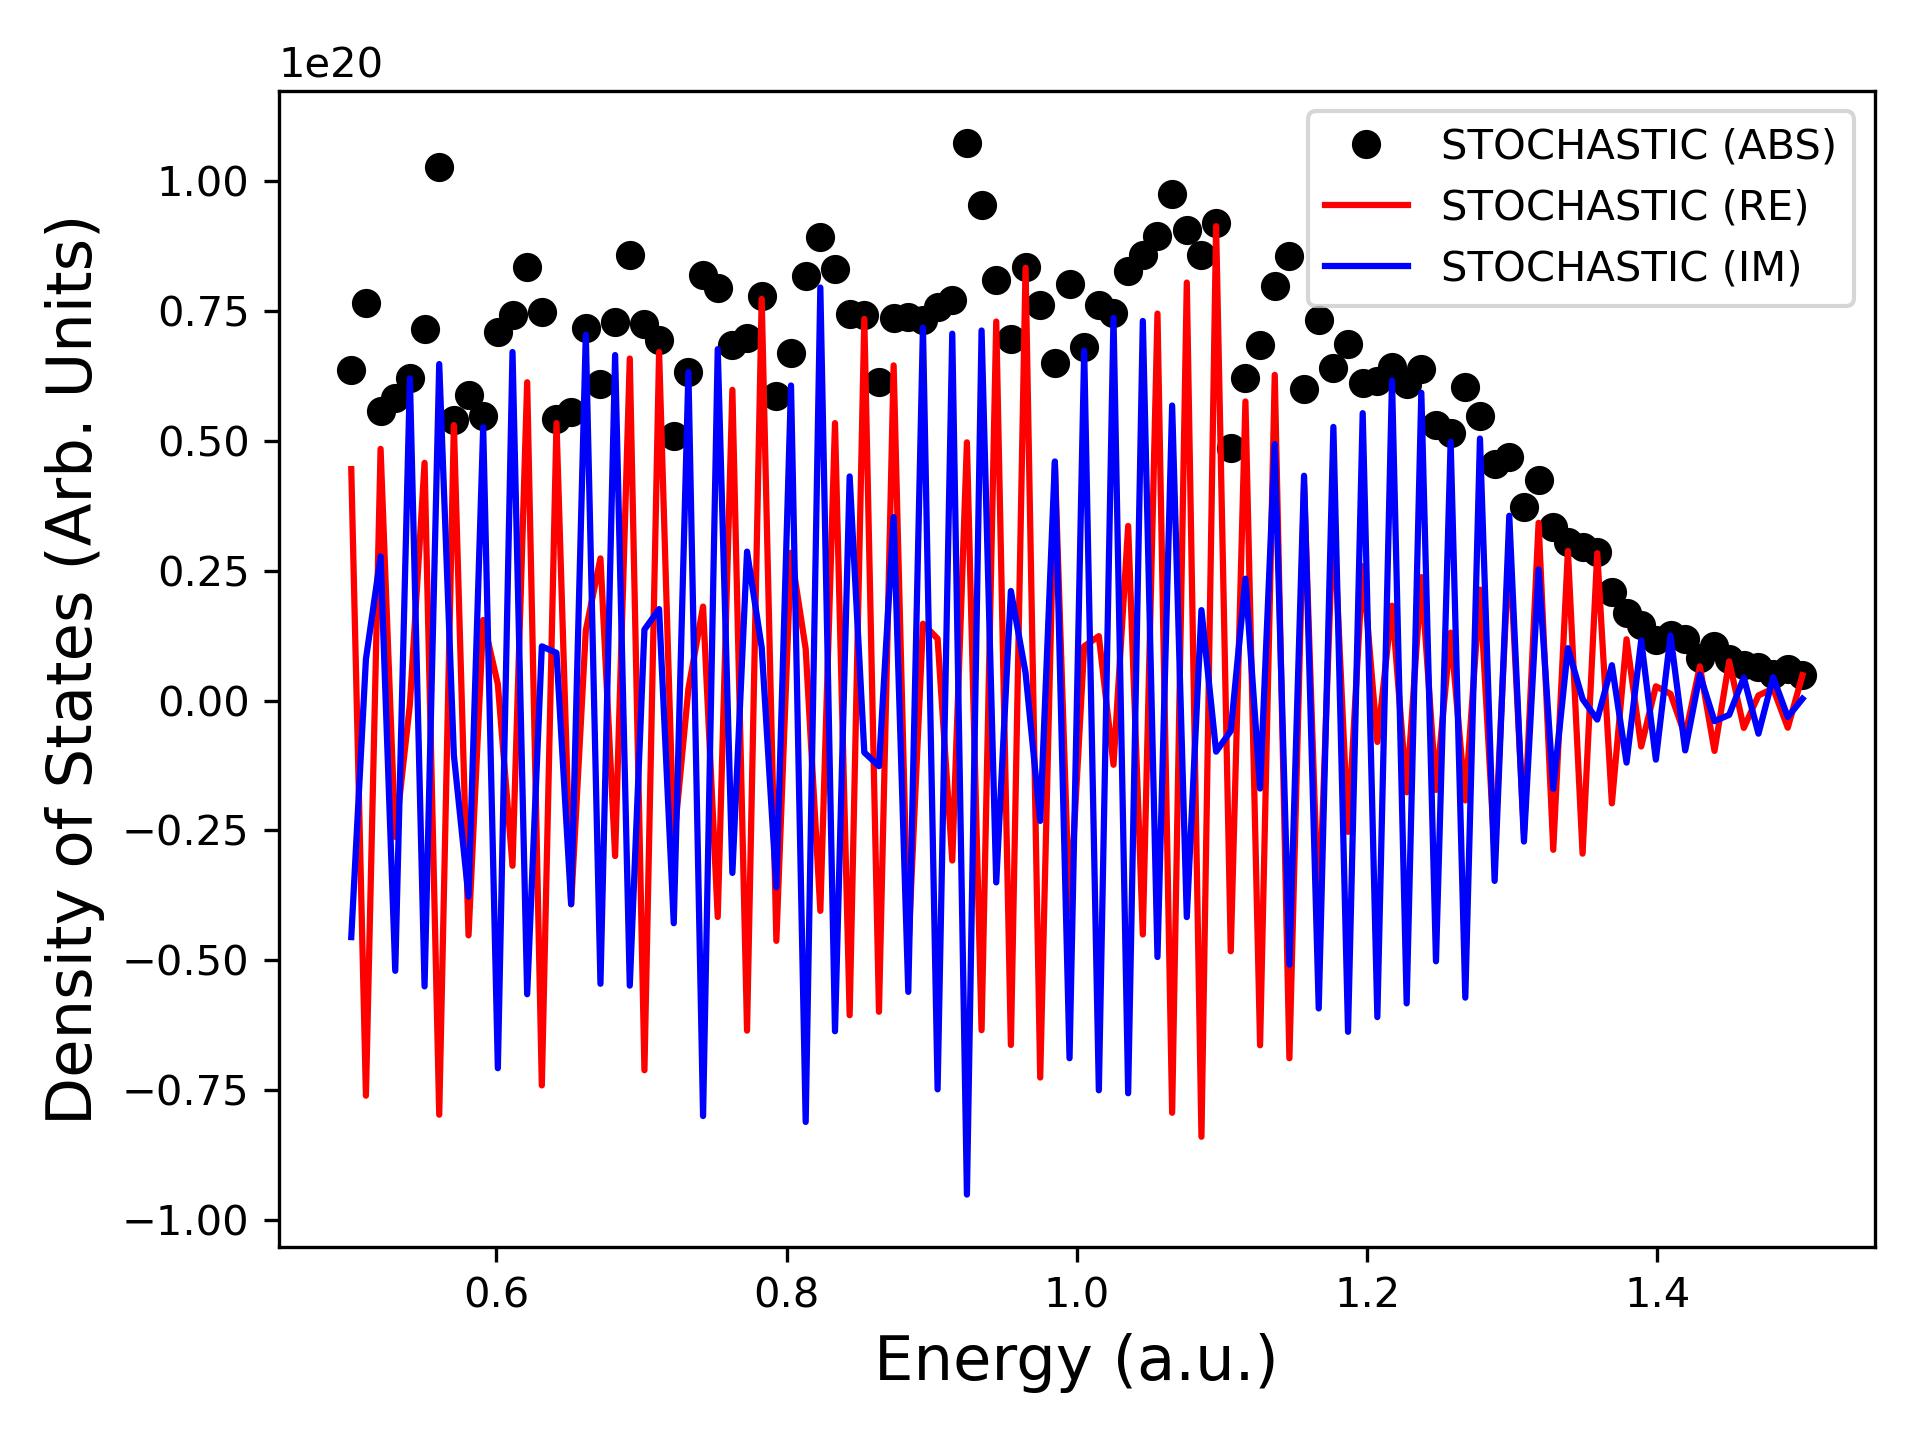 1e20
STOCHASTIC (ABS)
STOCHASTIC (RE)
STOCHASTIC (IM)
Density of States (Arb. Units)
1.00
0.75
0.50
0.25
0.00
−0.25
−0.50
−0.75
−1.00
0.6 0.8 1.0 1.2 1.4
Energy (a.u.)